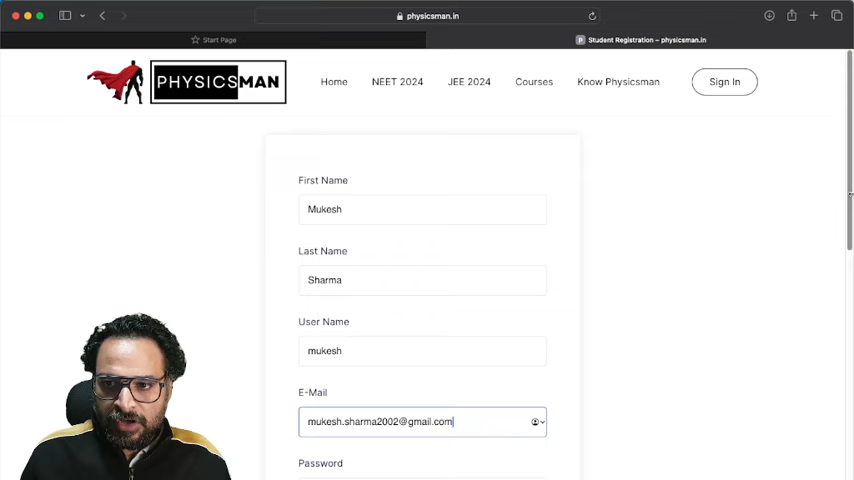 physicsman.in
Start Page
P Student Registration – physicsman.in
PHYSICSMAN
Home
NEET 2024
JEE 2024
Courses
Know Physicsman
Sign In
First Name
Mukesh
Last Name
Sharma
User Name
mukesh
E-Mail
mukesh.sharma2002@gmail.com
Password